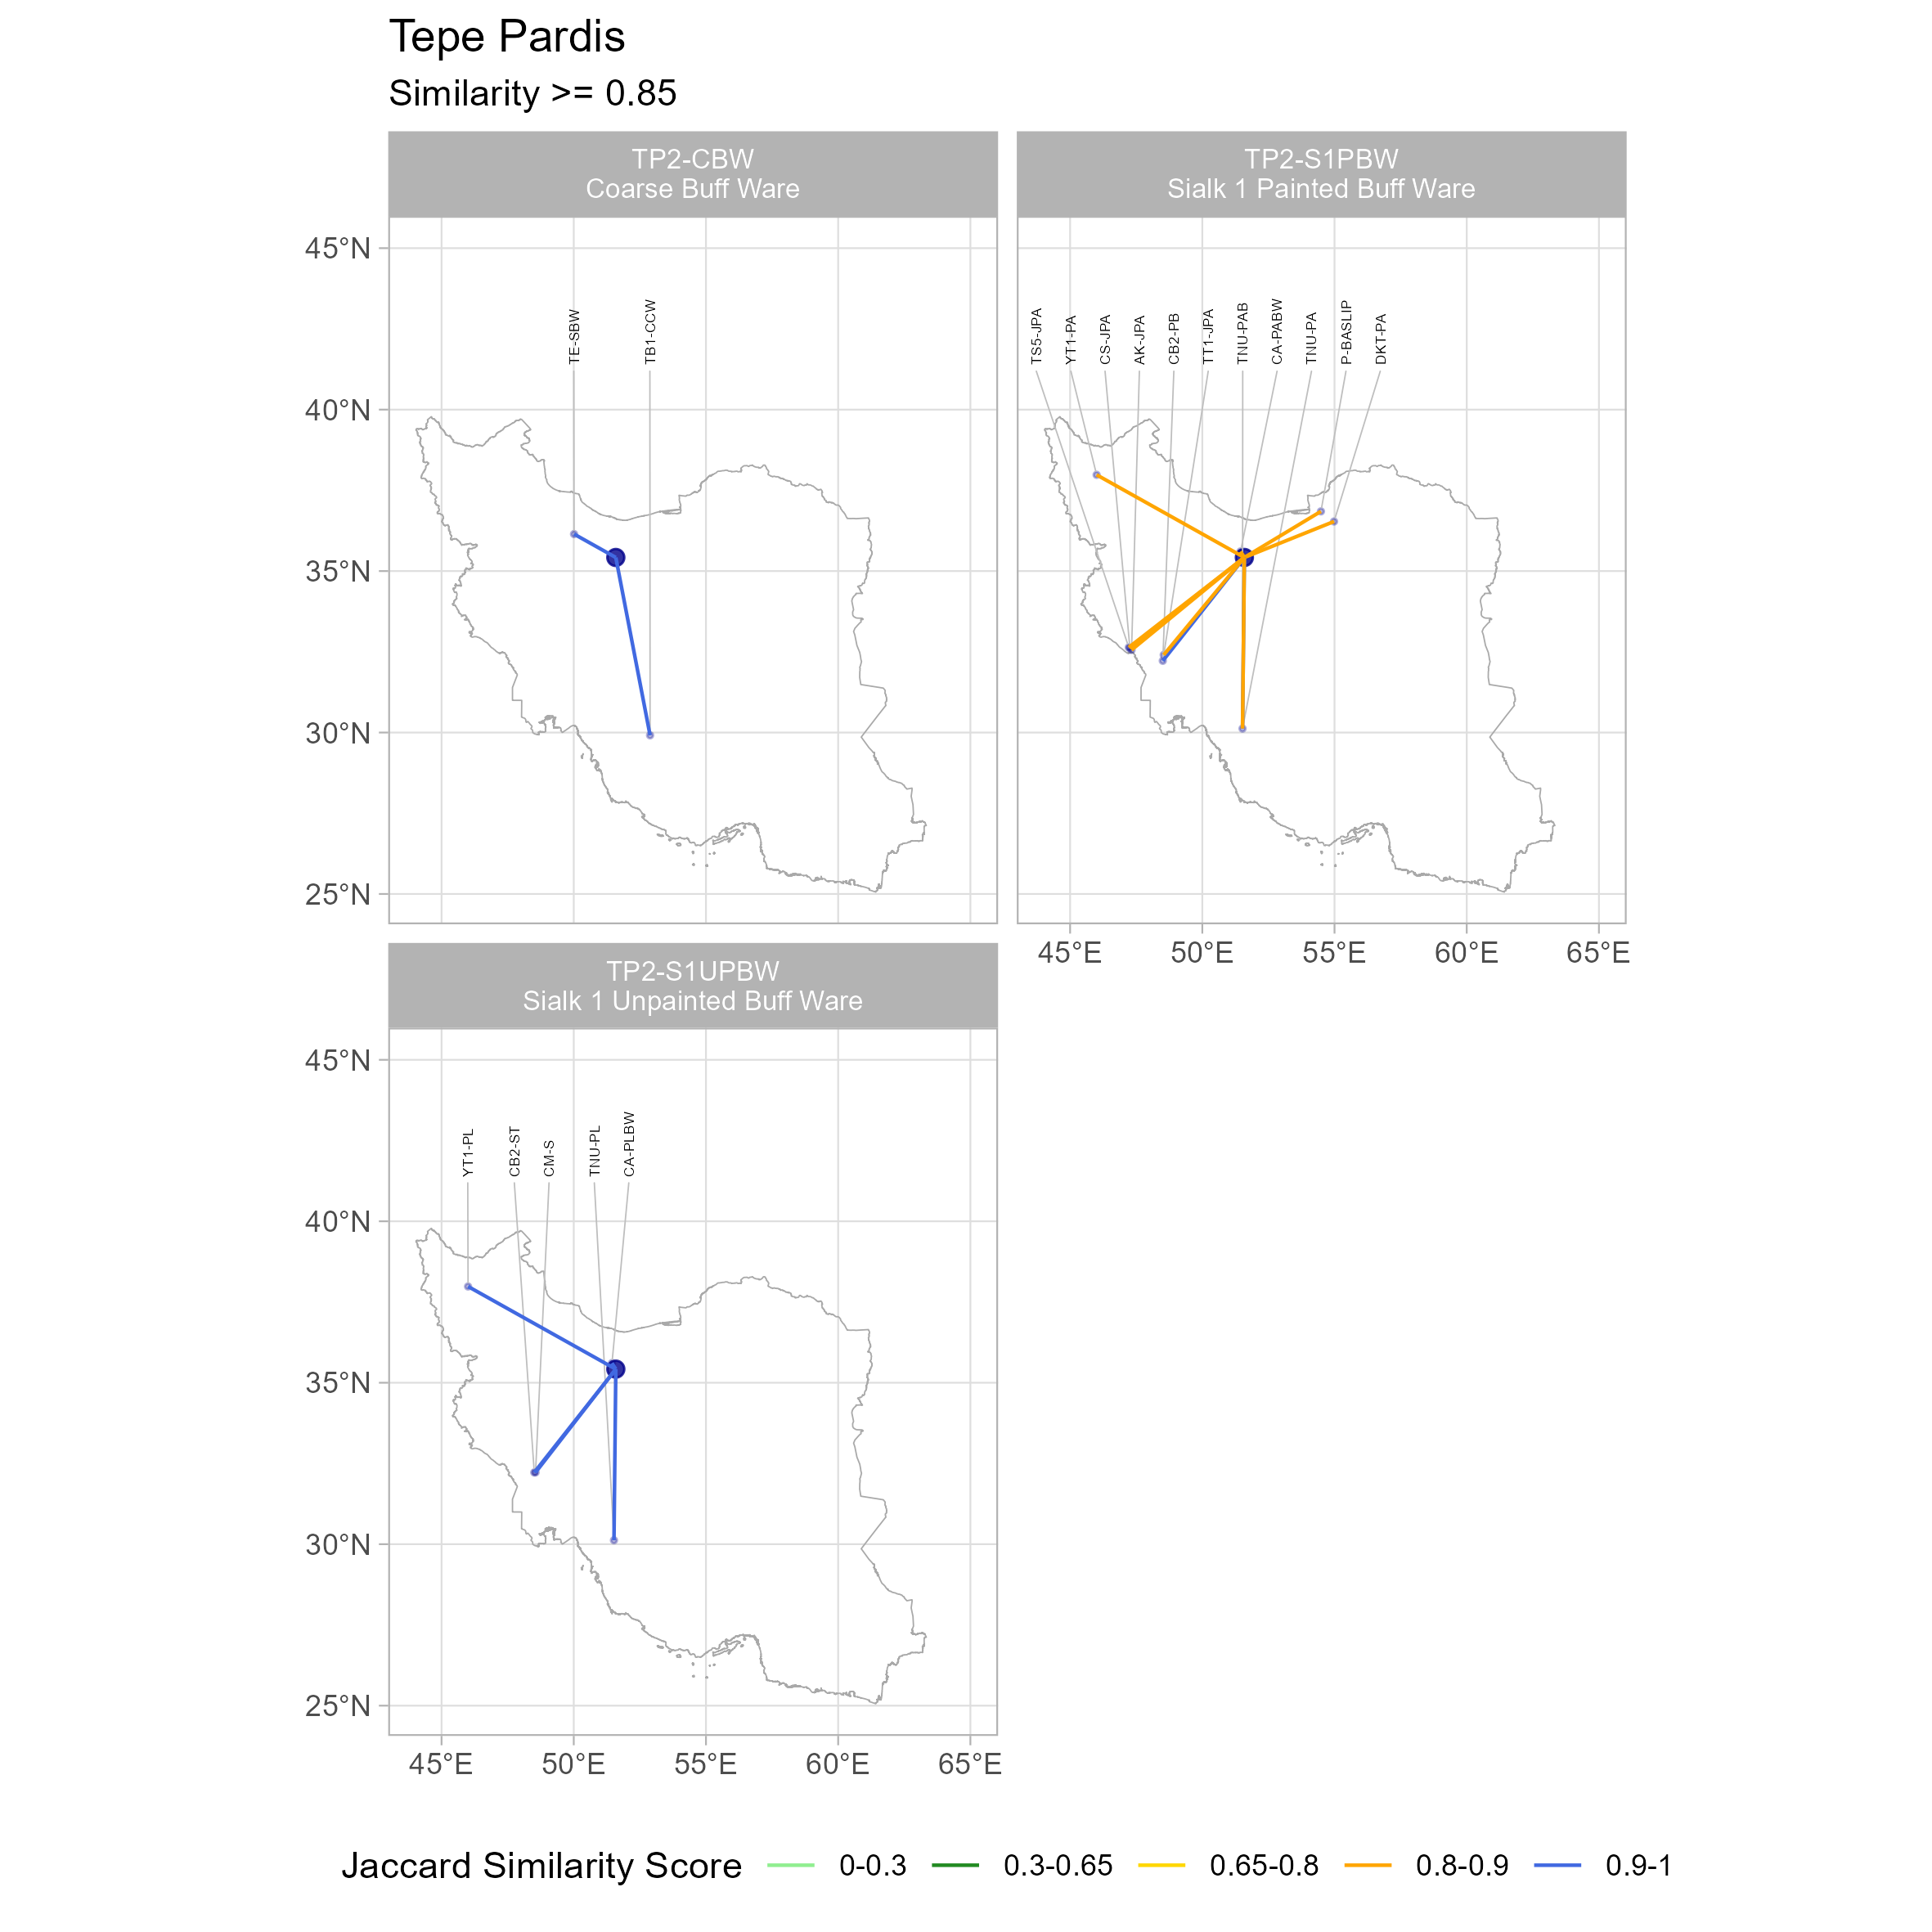 Tepe Pardis
Similarity >= 0.85
TP2-CBW
Coarse Buff Ware
TP2-S1PBW
Sialk 1 Painted Buff Ware
45°N
40°N
35°N
30°N
25°N
TE-SBW
TB1-CCW
TS5-JPA
YT1-PA
CS-JPA
AK-JPA
CB2-PB
TT1-JPA
TNU-PAB
CA-PABW
TNU-PA
P-BASLIP
DKT-PA
45°E
50°E
55°E
60°E
65°E
TP2-S1UPBW
Sialk 1 Unpainted Buff Ware
45°N
40°N
35°N
30°N
25°N
YT1-PL
CB2-ST
CM-S
TNU-PL
CA-PLBW
45°E
50°E
55°E
60°E
65°E
Jaccard Similarity Score
0-0.3
0.3-0.65
0.65-0.8
0.8-0.9
0.9-1